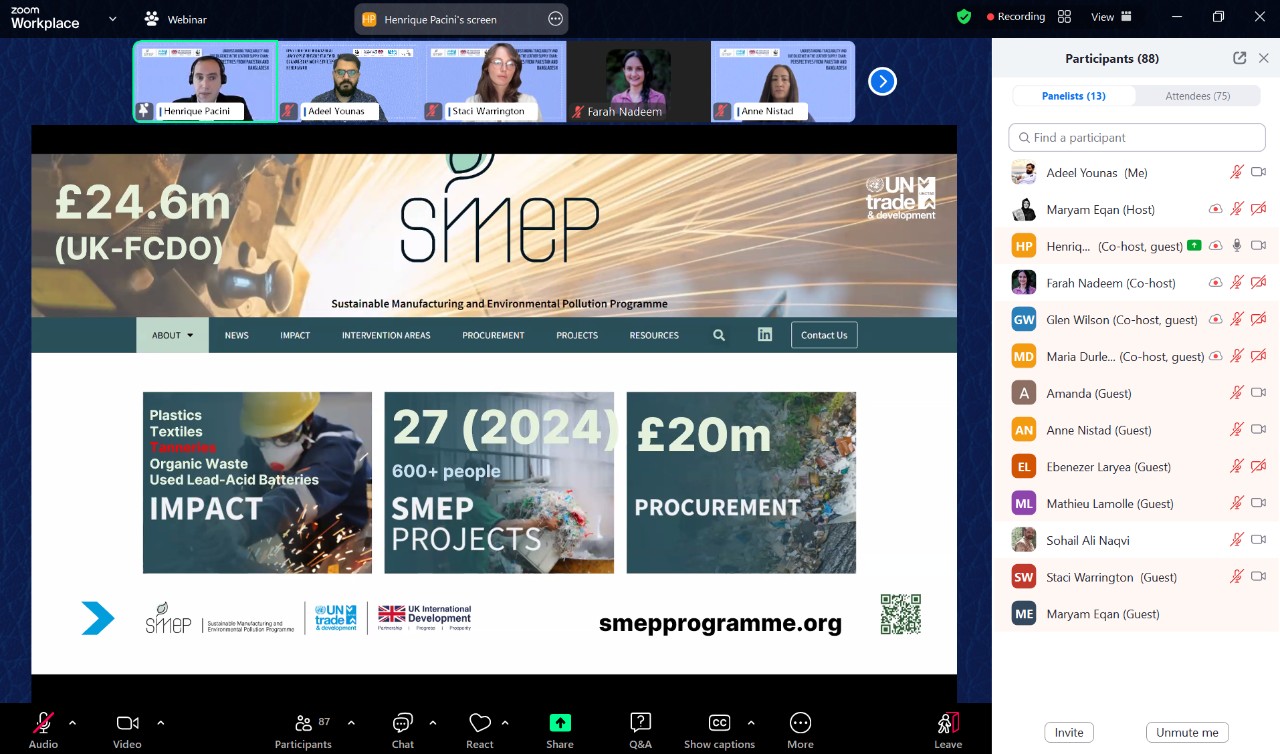 zoom
Workplace
Webinar
HP Henrique Pacini's screen
Recording
View
Henrique Pacini
Adeel Younas
Staci Warrington
Farah Nadeem
Anne Nistad
Participants (88)
Panelists (13)
Attendees (75)
Find a participant
Adeel Younas (Me)
Maryam Eqan (Host)
HP Henriq... (Co-host, guest)
Farah Nadeem (Co-host)
GW Glen Wilson (Co-host, guest)
MD Maria Durle... (Co-host, guest)
A Amanda (Guest)
AN Anne Nistad (Guest)
EL Ebenezer Laryea (Guest)
ML Mathieu Lamolle (Guest)
Sohail Ali Naqvi
SW Staci Warrington (Guest)
ME Maryam Eqan (Guest)
Invite
Unmute me
£24.6m
(UK-FCDO)
smep
UN
trade
& development
Sustainable Manufacturing and Environmental Pollution Programme
ABOUT
NEWS
IMPACT
INTERVENTION AREAS
PROCUREMENT
PROJECTS
RESOURCES
in
Contact Us
Plastics
Textiles
Tanneries
Organic Waste
Used Lead-Acid Batteries
IMPACT
27 (2024)
600+ people
SMEP
PROJECTS
£20m
PROCUREMENT
smep
Sustainable Manufacturing and
Environmental Pollution Programme
UN
trade
& development
UK International
Development
Partnership | Progress | Prosperity
smepprogramme.org
Audio
Video
87
Participants
Chat
React
Share
Q&A
CC
Show captions
More
Leave